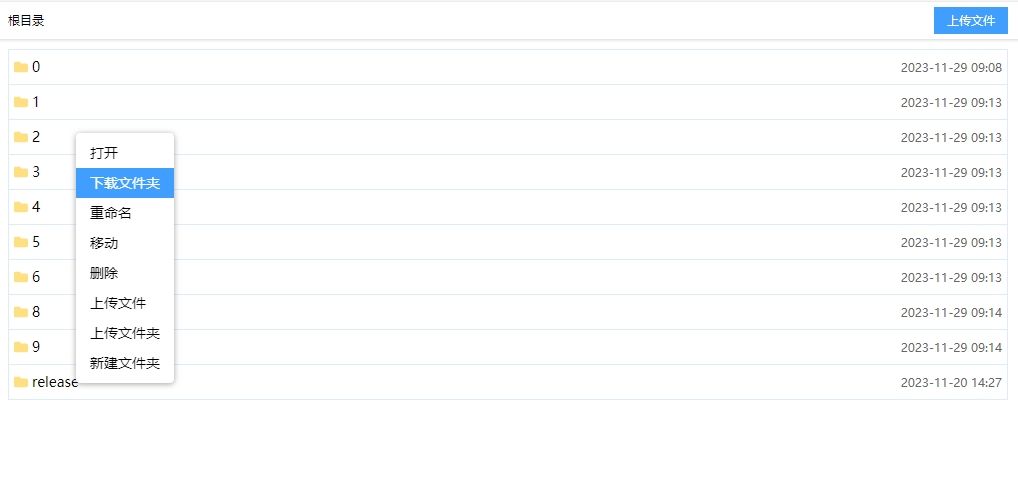 根目录
上传文件
0 2023-11-29 09:08
1 2023-11-29 09:13
2 2023-11-29 09:13
3 2023-11-29 09:13
4 2023-11-29 09:13
5 2023-11-29 09:13
6 2023-11-29 09:13
8 2023-11-29 09:14
9 2023-11-29 09:14
release 2023-11-20 14:27
打开
下载文件夹
重命名
移动
删除
上传文件
上传文件夹
新建文件夹